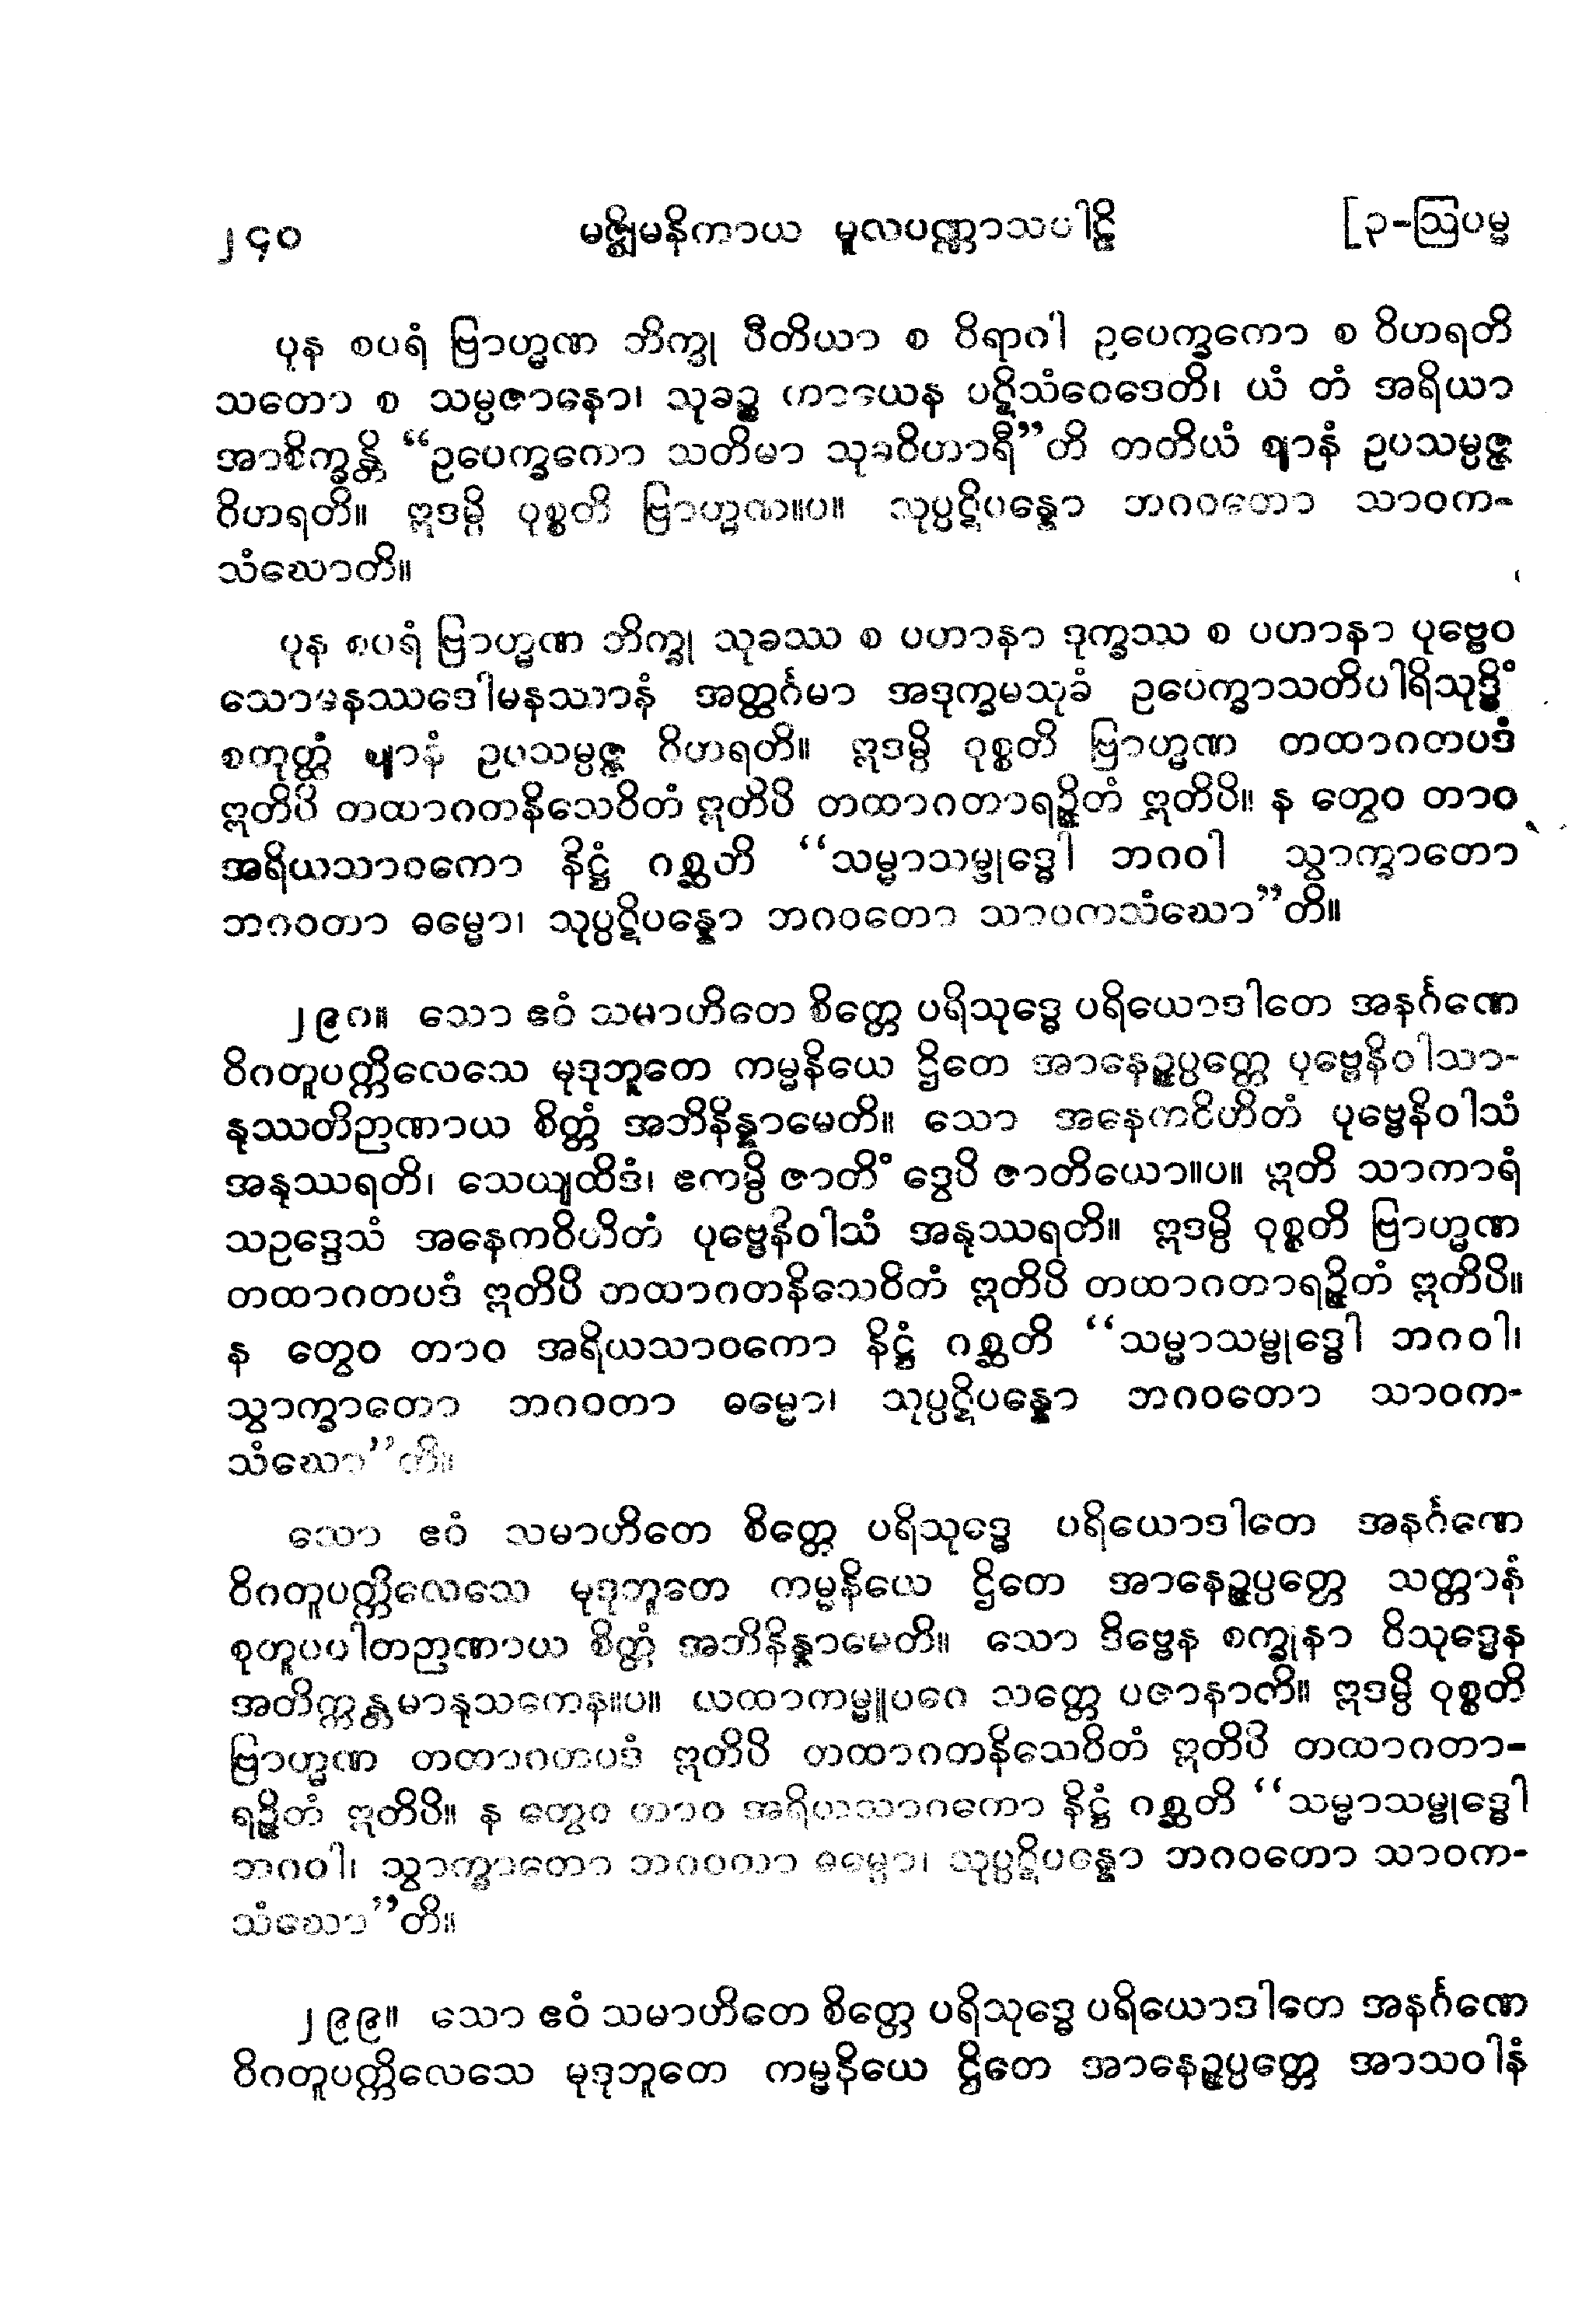 ၂၄၀ မဇ္ဈိမနိကာယ မူလပဏ္ဏာသပါဠိ [၃-ဩပမ္မ
ပုန စပရံ ဗြာဟ္မဏ ဘိက္ခု ပီတိယာ စ ဝိရာဂါ ဥပေက္ခကော စ ဝိဟရတိ
သတော စ သမ္ပဇာနော၊ သုခဉ္စ ကာယေန ပဋိသံဝေဒေတိ၊ ယံ တံ အရိယာ
အာစိက္ခန္တိ “ဥပေက္ခကော သတိမာ သုခဝိဟာရီ”တိ တတိယံ ဈာနံ ဥပသမ္ပဇ္ဇ
ဝိဟရတိ။ ဣဒမ္ပိ ဝုစ္စတိ ဗြာဟ္မဏ။ပ။ သုပ္ပဋိပန္နော ဘဂဝတော သာဝက-
သံဃောတိ။
ပုန စပရံ ဗြာဟ္မဏ ဘိက္ခု သုခဿ စ ပဟာနာ ဒုက္ခဿ စ ပဟာနာ ပုဗ္ဗေဝ
သောမနဿဒေါမနဿာနံ အတ္ထင်္ဂမာ အဒုက္ခမသုခံ ဥပေက္ခာသတိပါရိသုဒ္ဓိံ
စတုတ္ထံ ဈာနံ ဥပသမ္ပဇ္ဇ ဝိဟရတိ။ ဣဒမ္ပိ ဝုစ္စတိ ဗြာဟ္မဏ တထာဂတပဒံ
ဣတိပိ တထာဂတနိသေဝိတံ ဣတိပိ တထာဂတာရဉ္ဇိတံ ဣတိပိ။ န တွေဝ တာဝ
အရိယသာဝကော နိဋ္ဌံ ဂစ္ဆတိ “သမ္မာသမ္ဗုဒ္ဓေါ ဘဂဝါ သွာက္ခာတော
ဘဂဝတာ ဓမ္မော၊ သုပ္ပဋိပန္နော ဘဂဝတော သာဝကသံဃော”တိ။
၂၉၈။ သော ဧဝံ သမာဟိတေ စိတ္တေ ပရိသုဒ္ဓေ ပရိယောဒါတေ အနင်္ဂဏေ
ဝိဂတူပက္ကိလေသေ မုဒုဘူတေ ကမ္မနိယေ ဌိတေ အာနေဉ္ဇပ္ပတ္တေ ပုဗ္ဗေနိဝါသာ-
နုဿတိဉာဏာယ စိတ္တံ အဘိနိန္နာမေတိ။ သော အနေကဝိဟိတံ ပုဗ္ဗေနိဝါသံ
အနုဿရတိ၊ သေယျထိဒံ၊ ဧကမ္ပိ ဇာတိံ ဒွေပိ ဇာတိယော။ပ။ ဣတိ သာကာရံ
သဥဒ္ဒေသံ အနေကဝိဟိတံ ပုဗ္ဗေနိဝါသံ အနုဿရတိ။ ဣဒမ္ပိ ဝုစ္စတိ ဗြာဟ္မဏ
တထာဂတပဒံ ဣတိပိ တထာဂတနိသေဝိတံ ဣတိပိ တထာဂတာရဉ္ဇိတံ ဣတိပိ။
န တွေဝ တာဝ အရိယသာဝကော နိဋ္ဌံ ဂစ္ဆတိ “သမ္မာသမ္ဗုဒ္ဓေါ ဘဂဝါ၊
သွာက္ခာတော ဘဂဝတာ ဓမ္မော၊ သုပ္ပဋိပန္နော ဘဂဝတော သာဝက-
သံဃော”တိ။
သော ဧဝံ သမာဟိတေ စိတ္တေ ပရိသုဒ္ဓေ ပရိယောဒါတေ အနင်္ဂဏေ
ဝိဂတူပက္ကိလေသေ မုဒုဘူတေ ကမ္မနိယေ ဌိတေ အာနေဉ္ဇပ္ပတ္တေ သတ္တာနံ
စုတူပပါတဉာဏာယ စိတ္တံ အဘိနိန္နာမေတိ။ သော ဒိဗ္ဗေန စက္ခုနာ ဝိသုဒ္ဓေန
အတိက္ကန္တမာနုသကေန။ပ။ ယထာကမ္မူပဂေ သတ္တေ ပဇာနာတိ။ ဣဒမ္ပိ ဝုစ္စတိ
ဗြာဟ္မဏ တထာဂတပဒံ ဣတိပိ တထာဂတနိသေဝိတံ ဣတိပိ တထာဂတာ-
ရဉ္ဇိတံ ဣတိပိ။ န တွေဝ တာဝ အရိယသာဝကော နိဋ္ဌံ ဂစ္ဆတိ “သမ္မာသမ္ဗုဒ္ဓေါ
ဘဂဝါ၊ သွာက္ခာတော ဘဂဝတာ ဓမ္မော၊ သုပ္ပဋိပန္နော ဘဂဝတော သာဝက-
သံဃော”တိ။
၂၉၉။ သော ဧဝံ သမာဟိတေ စိတ္တေ ပရိသုဒ္ဓေ ပရိယောဒါတေ အနင်္ဂဏေ
ဝိဂတူပက္ကိလေသေ မုဒုဘူတေ ကမ္မနိယေ ဌိတေ အာနေဉ္ဇပ္ပတ္တေ အာသဝါနံ